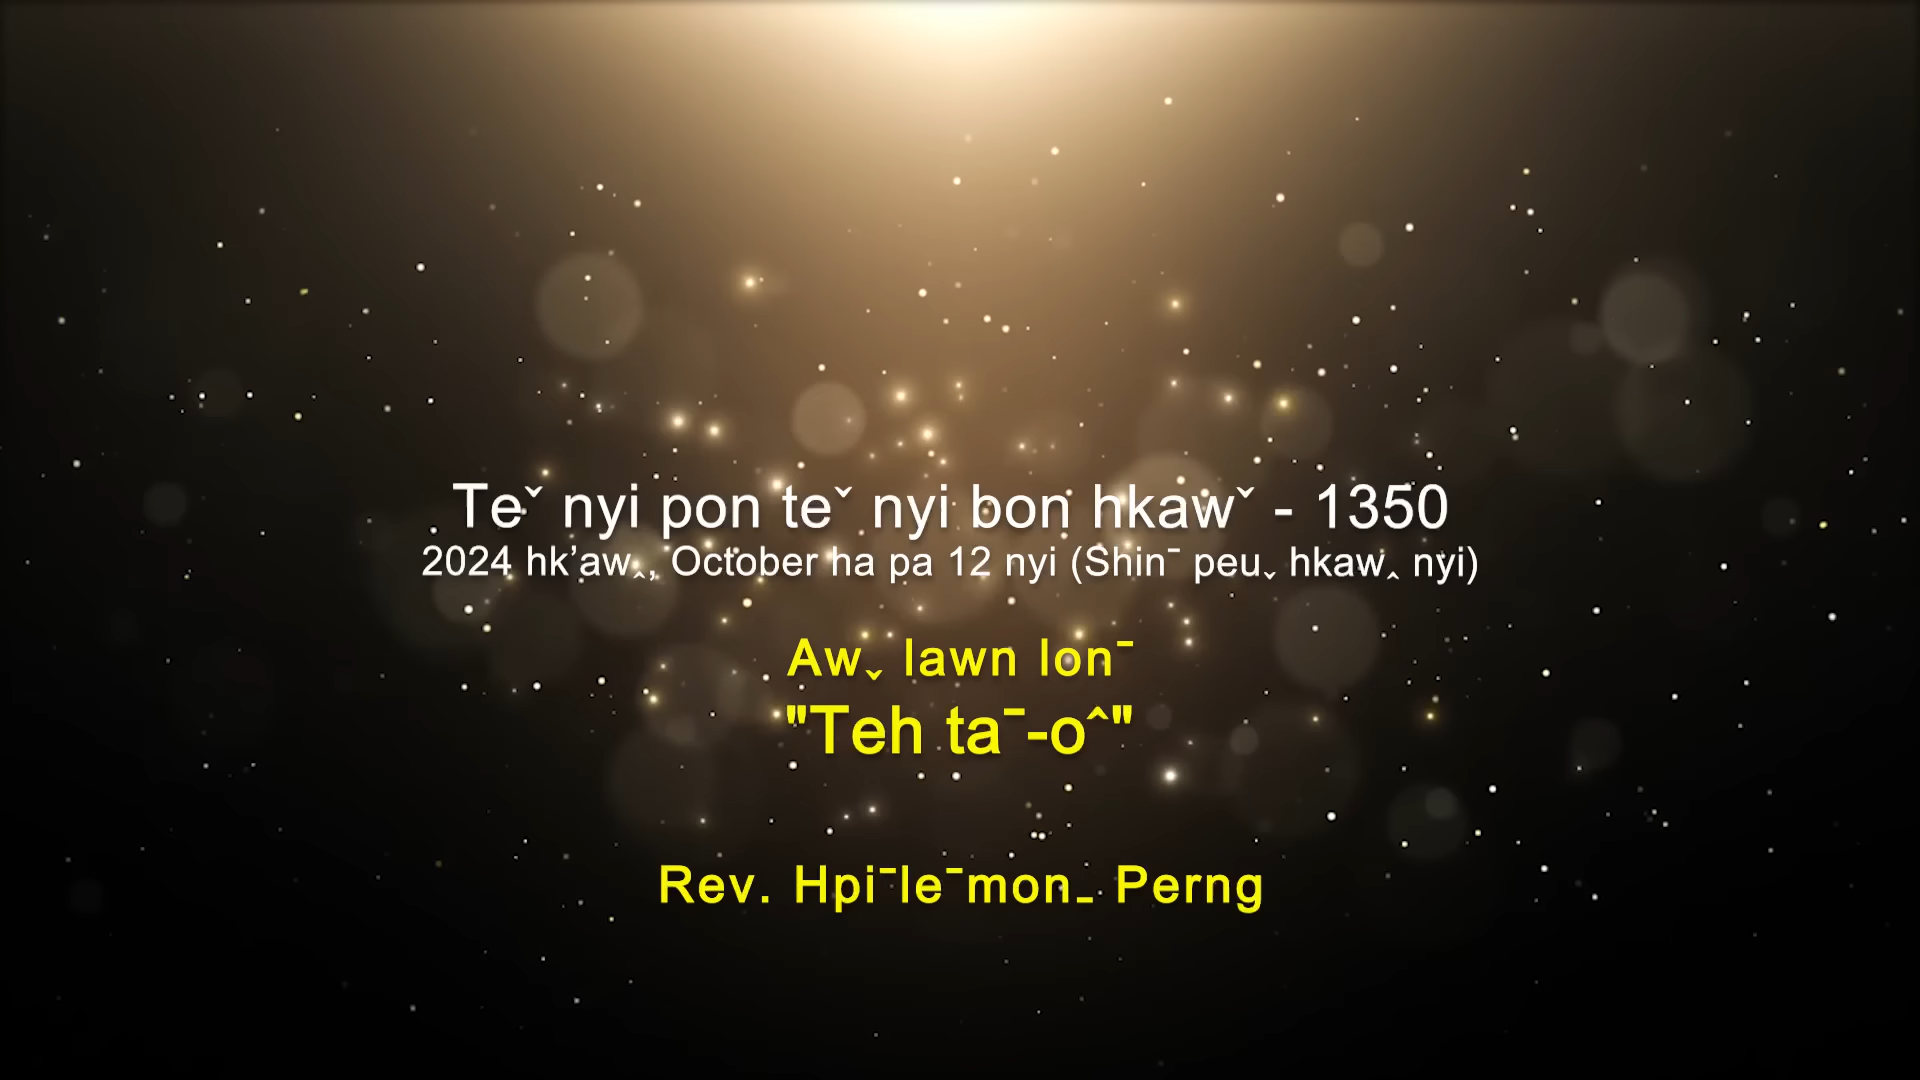 Teˇ nyi pon teˇ nyi bon hkawˇ - 1350
2024 hk’aw‸, October ha pa 12 nyi (Shinˉ peuˬ hkaw‸ nyi)
Awˬ lawn lonˉ
"Teh taˉ-oˆ"
Rev. Hpiˉleˉmonˍ Perng